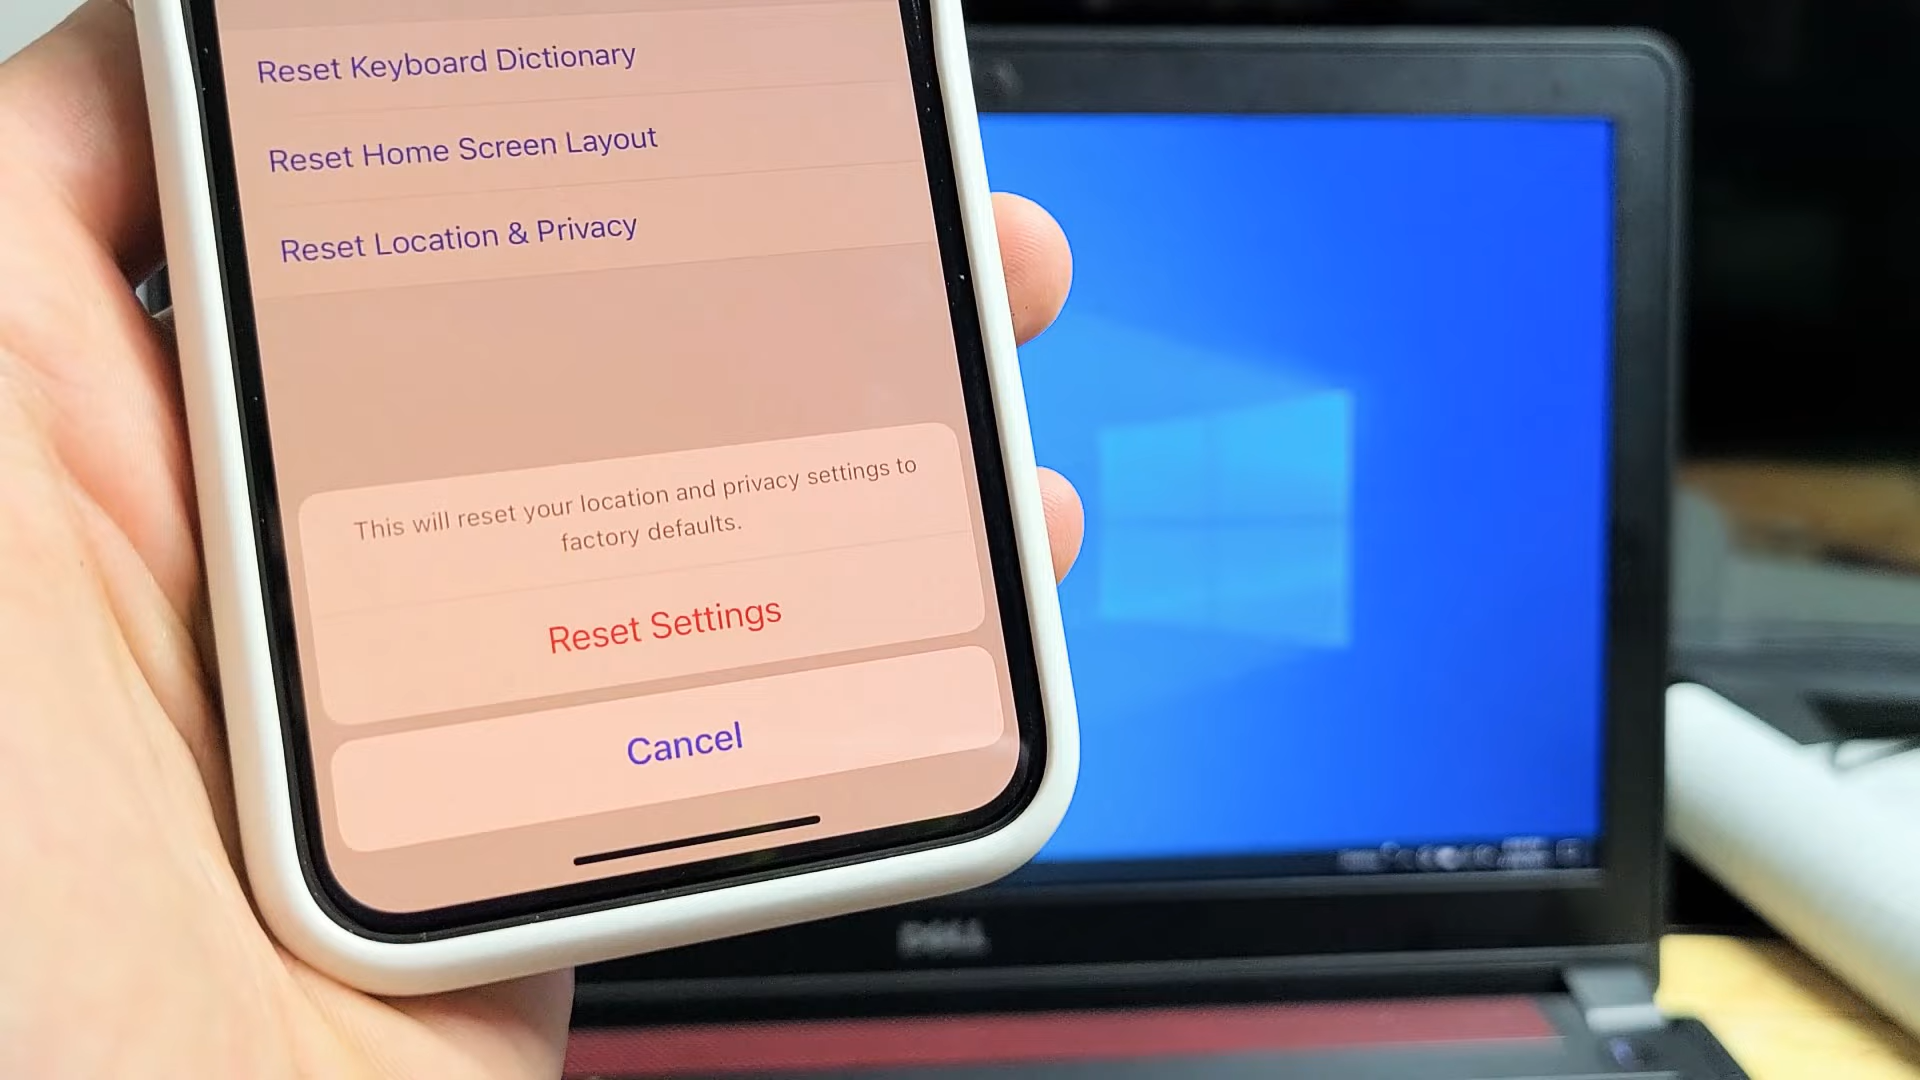 Reset Keyboard Dictionary
Reset Home Screen Layout
Reset Location & Privacy
This will reset your location and privacy settings to
factory defaults.
Reset Settings
Cancel
DELL